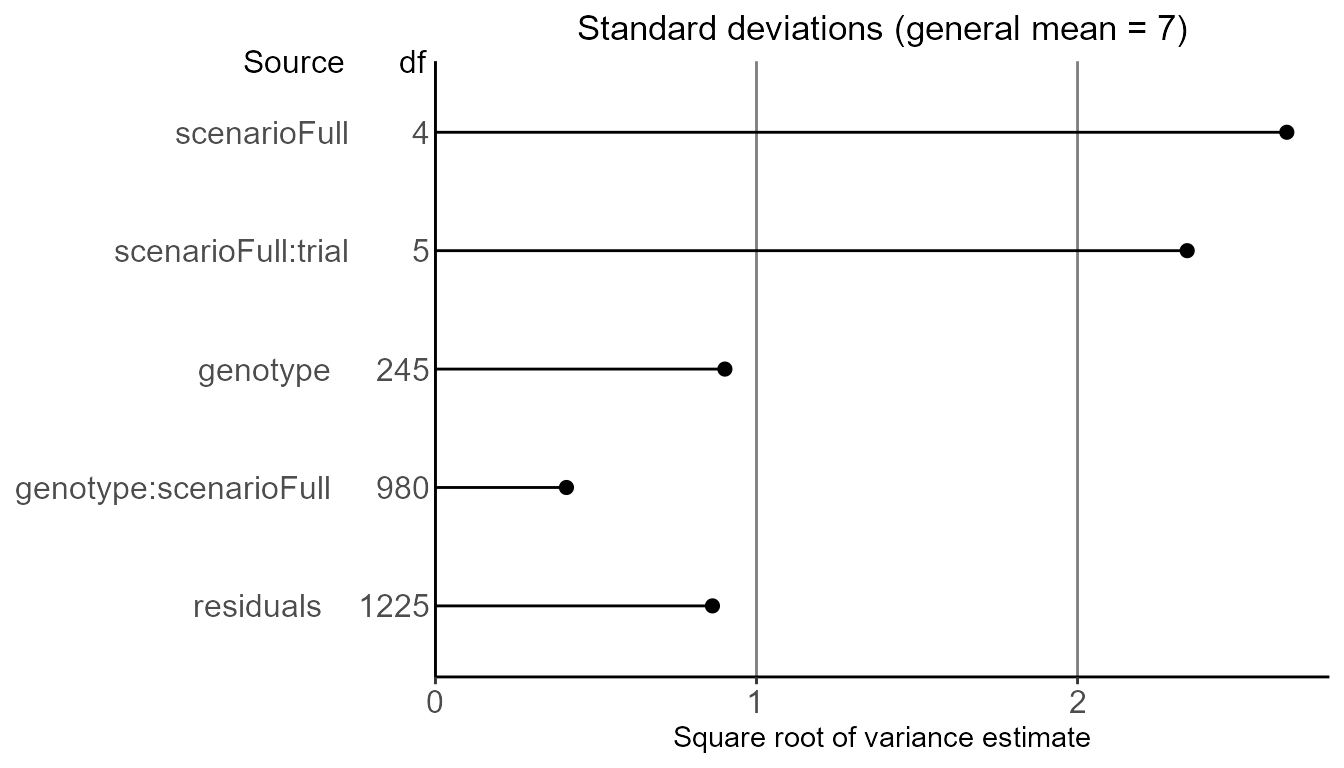 Standard deviations (general mean = 7)
Source df
scenarioFull 4
scenarioFull:trial 5
genotype 245
genotype:scenarioFull 980
residuals 1225
0 1 2
Square root of variance estimate